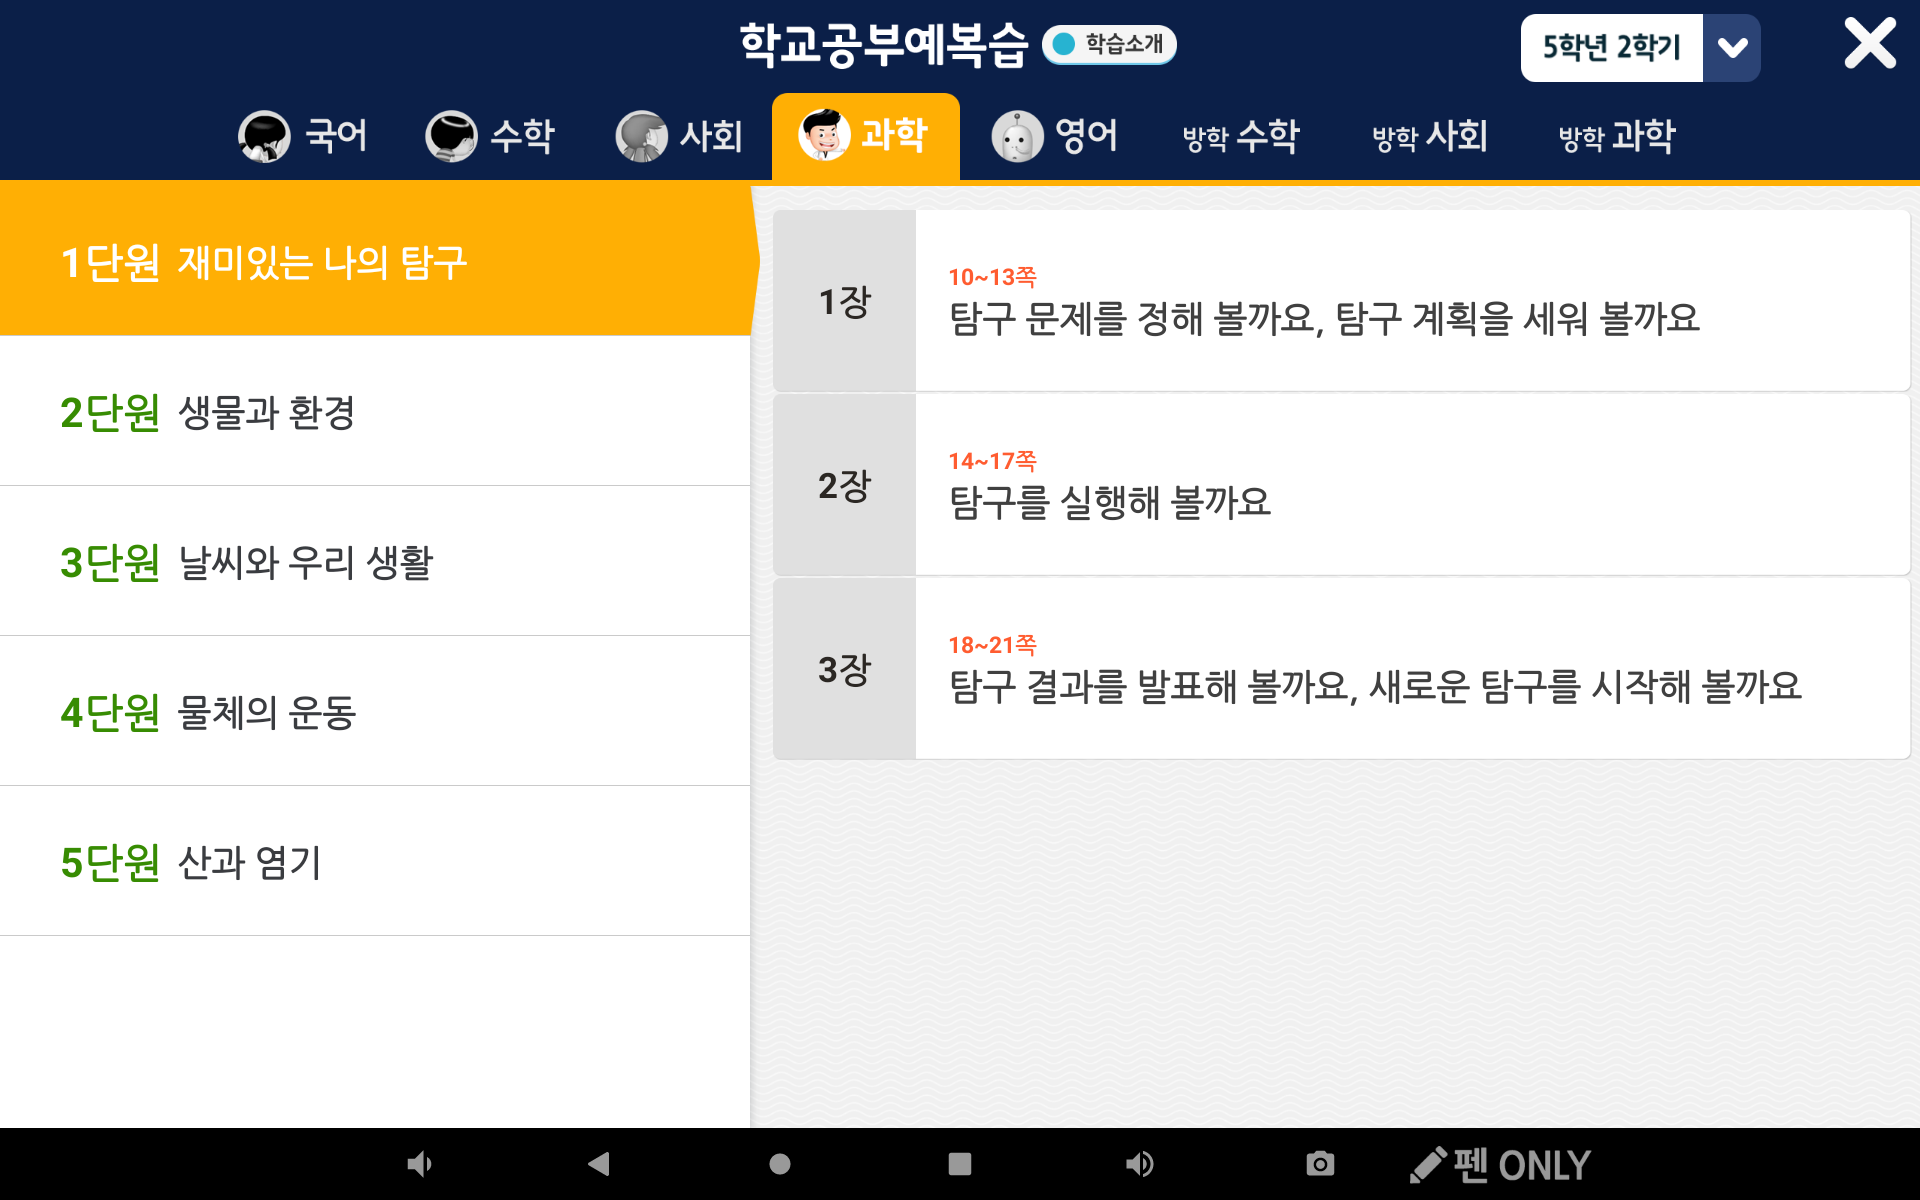 학교공부예복습
학습소개
5학년 2학기
국어
수학
사회
과학
영어
방학 수학
방학 사회
방학 과학
1단원 재미있는 나의 탐구
2단원 생물과 환경
3단원 날씨와 우리 생활
4단원 물체의 운동
5단원 산과 염기
1장
10~13쪽
탐구 문제를 정해 볼까요, 탐구 계획을 세워 볼까요
2장
14~17쪽
탐구를 실행해 볼까요
3장
18~21쪽
탐구 결과를 발표해 볼까요, 새로운 탐구를 시작해 볼까요
펜 ONLY